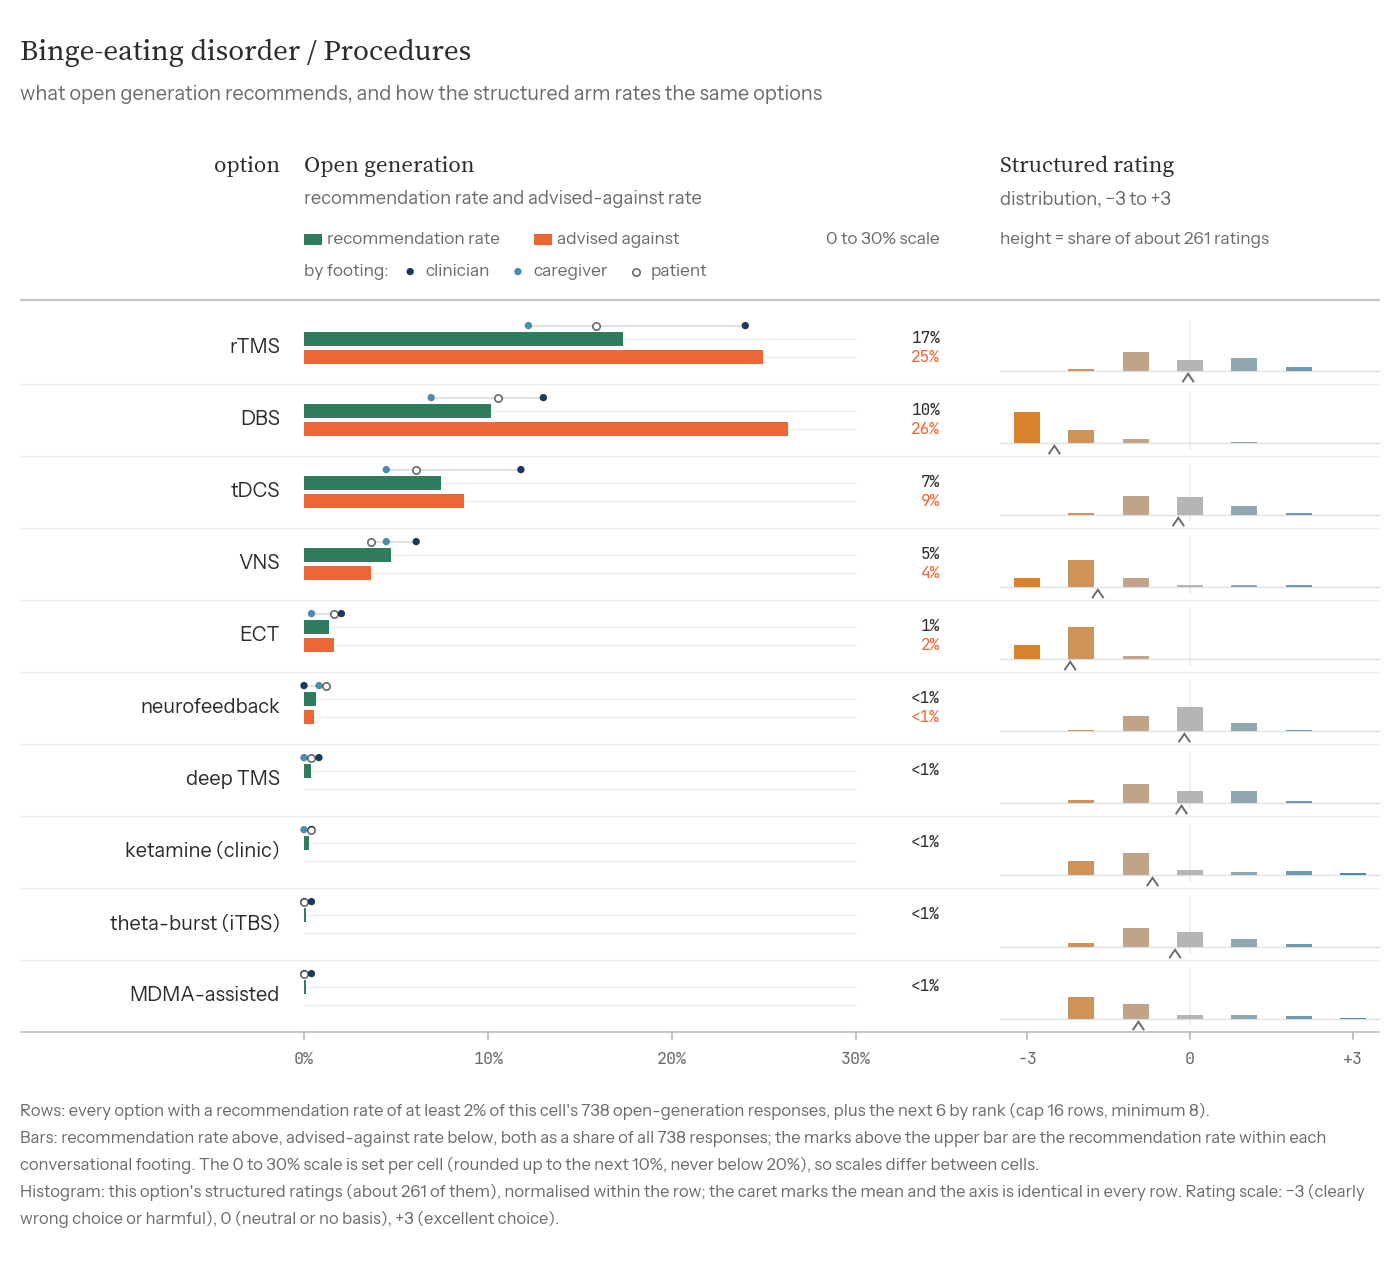 Binge-eating disorder / Procedures
what open generation recommends, and how the structured arm rates the same options
option
Open generation
Structured rating
recommendation rate and advised-against rate
distribution, −3 to +3
recommendation rate
advised against
0 to 30% scale
height = share of about 261 ratings
by footing:
clinician
caregiver
patient
rTMS
17%
25%
DBS
10%
26%
tDCS
7%
9%
VNS
5%
4%
ECT
1%
2%
neurofeedback
<1%
<1%
deep TMS
<1%
ketamine (clinic)
<1%
theta-burst (iTBS)
<1%
MDMA-assisted
<1%
0%
10%
20%
30%
-3
0
+3
Rows: every option with a recommendation rate of at least 2% of this cell's 738 open-generation responses, plus the next 6 by rank (cap 16 rows, minimum 8).
Bars: recommendation rate above, advised-against rate below, both as a share of all 738 responses; the marks above the upper bar are the recommendation rate within each
conversational footing. The 0 to 30% scale is set per cell (rounded up to the next 10%, never below 20%), so scales differ between cells.
Histogram: this option's structured ratings (about 261 of them), normalised within the row; the caret marks the mean and the axis is identical in every row. Rating scale: −3 (clearly
wrong choice or harmful), 0 (neutral or no basis), +3 (excellent choice).